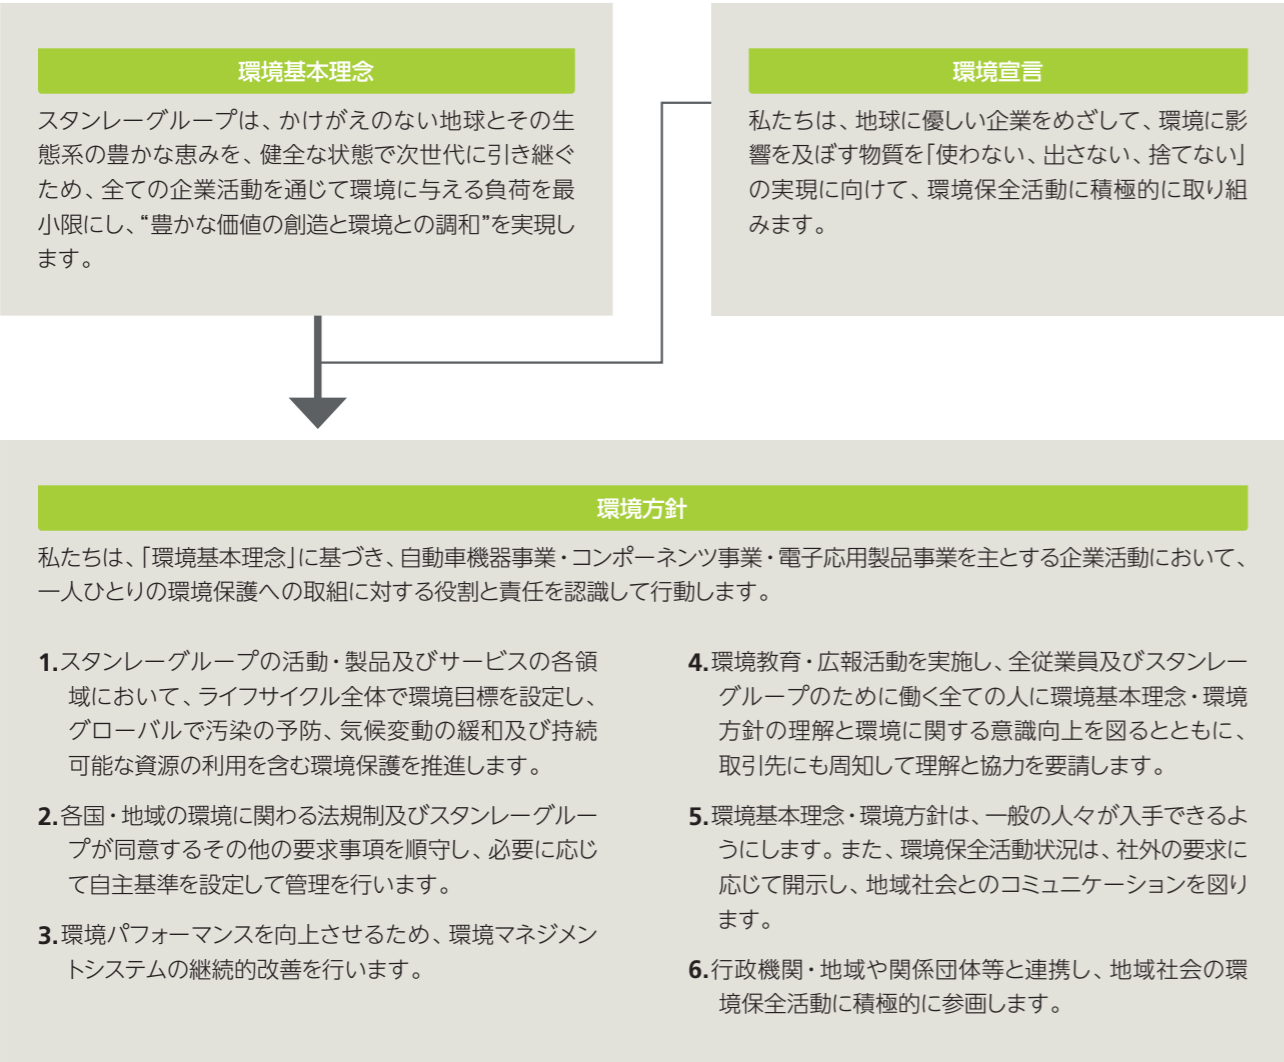 環境基本理念
スタンレーグループは、かけがえのない地球とその生
態系の豊かな恵みを、健全な状態で次世代に引き継ぐ
ため、全ての企業活動を通じて環境に与える負荷を最
小限にし、“豊かな価値の創造と環境との調和”を実現し
ます。
環境宣言
私たちは、地球に優しい企業をめざして、環境に影
響を及ぼす物質を「使わない、出さない、捨てない」
の実現に向けて、環境保全活動に積極的に取り組
みます。
環境方針
私たちは、「環境基本理念」に基づき、自動車機器事業・コンポーネンツ事業・電子応用製品事業を主とする企業活動において、
一人ひとりの環境保護への取組に対する役割と責任を認識して行動します。
1.スタンレーグループの活動・製品及びサービスの各領
域において、ライフサイクル全体で環境目標を設定し、
グローバルで汚染の予防、気候変動の緩和及び持続
可能な資源の利用を含む環境保護を推進します。
2.各国・地域の環境に関わる法規制及びスタンレーグルー
プが同意するその他の要求事項を順守し、必要に応じ
て自主基準を設定して管理を行います。
3.環境パフォーマンスを向上させるため、環境マネジメン
トシステムの継続的改善を行います。
4.環境教育・広報活動を実施し、全従業員及びスタンレー
グループのために働く全ての人に環境基本理念・環境
方針の理解と環境に関する意識向上を図るとともに、
取引先にも周知して理解と協力を要請します。
5.環境基本理念・環境方針は、一般の人々が入手できるよ
うにします。また、環境保全活動状況は、社外の要求に
応じて開示し、地域社会とのコミュニケーションを図り
ます。
6.行政機関・地域や関係団体等と連携し、地域社会の環
境保全活動に積極的に参画します。